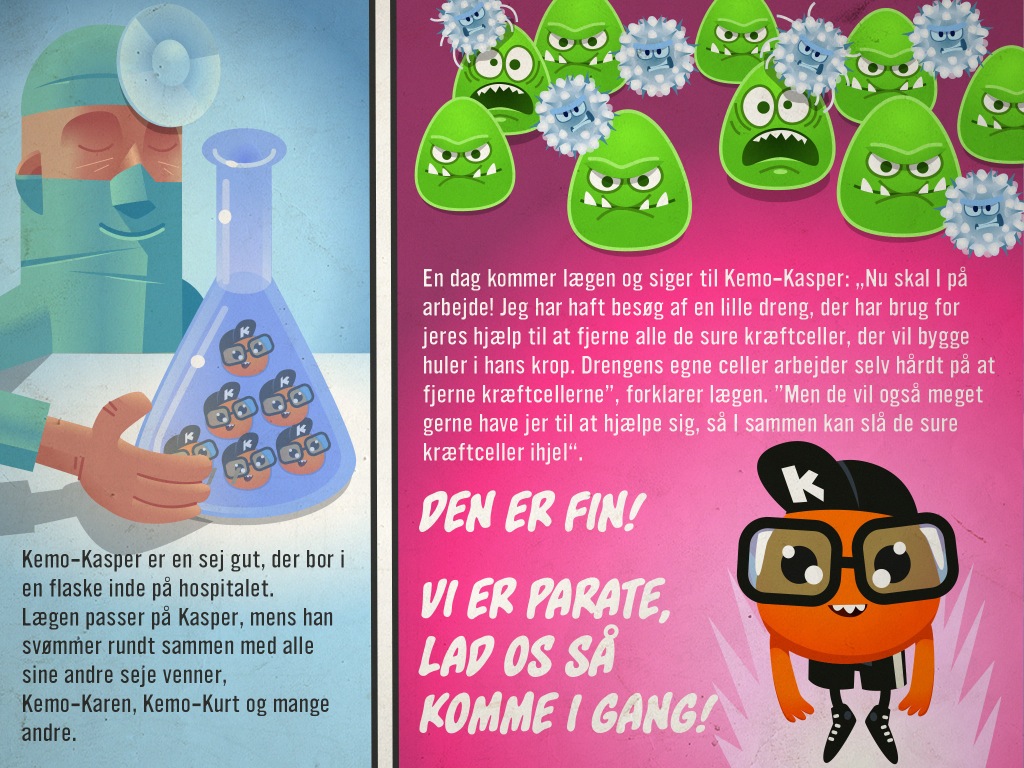 Kemo-Kasper er en sej gut, der bor i
en flaske inde på hospitalet.
Lægen passer på Kasper, mens han
svømmer rundt sammen med alle
sine andre seje venner,
Kemo-Karen, Kemo-Kurt og mange
andre.
En dag kommer lægen og siger til Kemo-Kasper: „Nu skal I på
arbejde! Jeg har haft besøg af en lille dreng, der har brug for
jeres hjælp til at fjerne alle de sure kræftceller, der vil bygge
huler i hans krop. Drengens egne celler arbejder selv hårdt på at
fjerne kræftcellerne”, forklarer lægen. ”Men de vil også meget
gerne have jer til at hjælpe sig, så I sammen kan slå de sure
kræftceller ihjel“.
DEN ER FIN!
VI ER PARATE,
LAD OS SÅ
KOMME I GANG!
K